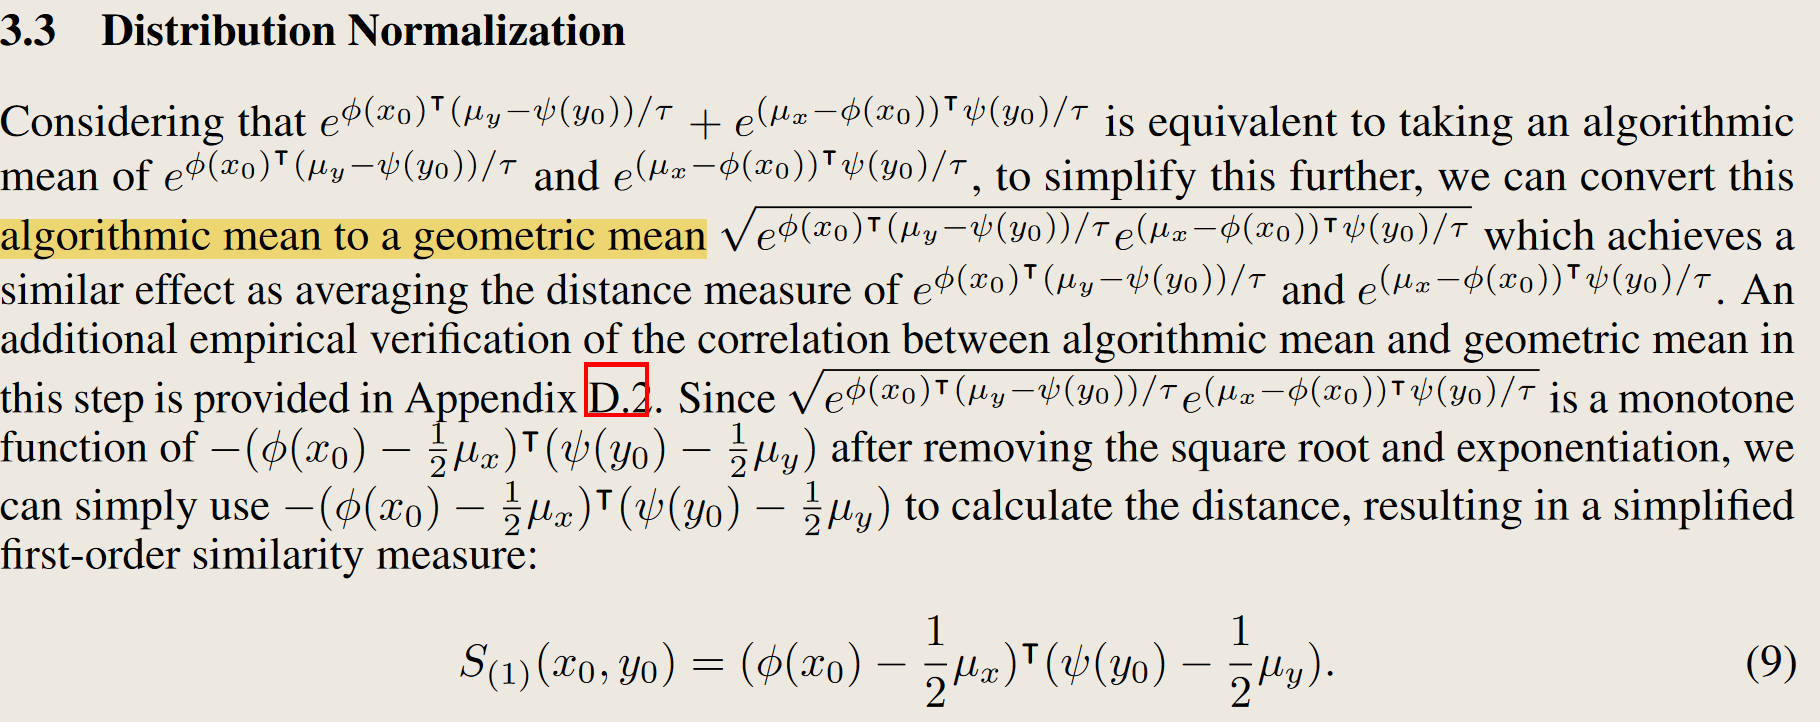 3.3 Distribution Normalization
Considering that $e^{\phi(x_0)^\intercal(\mu_y-\psi(y_0))/\tau} + e^{(\mu_x-\phi(x_0))^\intercal\psi(y_0)/\tau}$ is equivalent to taking an algorithmic
mean of $e^{\phi(x_0)^\intercal(\mu_y-\psi(y_0))/\tau}$ and $e^{(\mu_x-\phi(x_0))^\intercal\psi(y_0)/\tau}$, to simplify this further, we can convert this
algorithmic mean to a geometric mean $\sqrt{e^{\phi(x_0)^\intercal(\mu_y-\psi(y_0))/\tau}e^{(\mu_x-\phi(x_0))^\intercal\psi(y_0)/\tau}}$ which achieves a
similar effect as averaging the distance measure of $e^{\phi(x_0)^\intercal(\mu_y-\psi(y_0))/\tau}$ and $e^{(\mu_x-\phi(x_0))^\intercal\psi(y_0)/\tau}$. An
additional empirical verification of the correlation between algorithmic mean and geometric mean in
this step is provided in Appendix D.2. Since $\sqrt{e^{\phi(x_0)^\intercal(\mu_y-\psi(y_0))/\tau}e^{(\mu_x-\phi(x_0))^\intercal\psi(y_0)/\tau}}$ is a monotone
function of $-(\phi(x_0) - \frac{1}{2}\mu_x)^\intercal(\psi(y_0) - \frac{1}{2}\mu_y)$ after removing the square root and exponentiation, we
can simply use $-(\phi(x_0) - \frac{1}{2}\mu_x)^\intercal(\psi(y_0) - \frac{1}{2}\mu_y)$ to calculate the distance, resulting in a simplified
first-order similarity measure:
$S_{(1)}(x_0, y_0) = (\phi(x_0) - \frac{1}{2}\mu_x)^\intercal(\psi(y_0) - \frac{1}{2}\mu_y).$ (9)